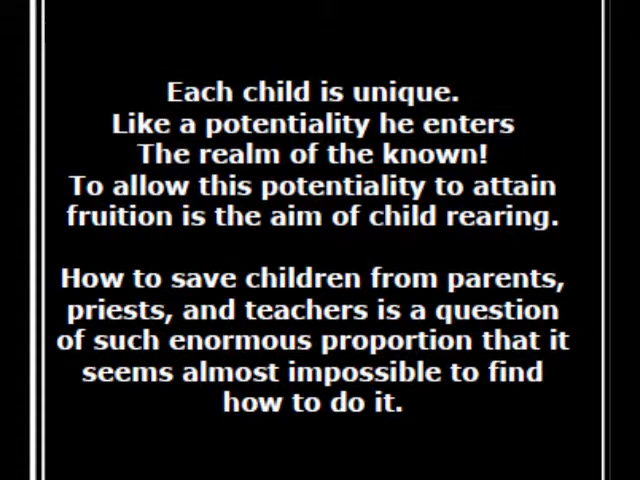 Each child is unique.
Like a potentiality he enters
The realm of the known!
To allow this potentiality to attain
fruition is the aim of child rearing.
How to save children from parents,
priests, and teachers is a question
of such enormous proportion that it
seems almost impossible to find
how to do it.